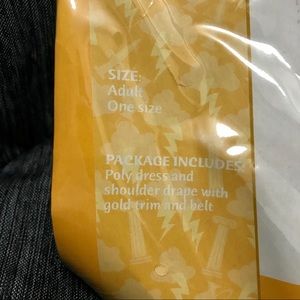 SIZE:
Adult
One size
PACKAGE INCLUDES:
Poly dress and
shoulder drape with
gold trim and belt